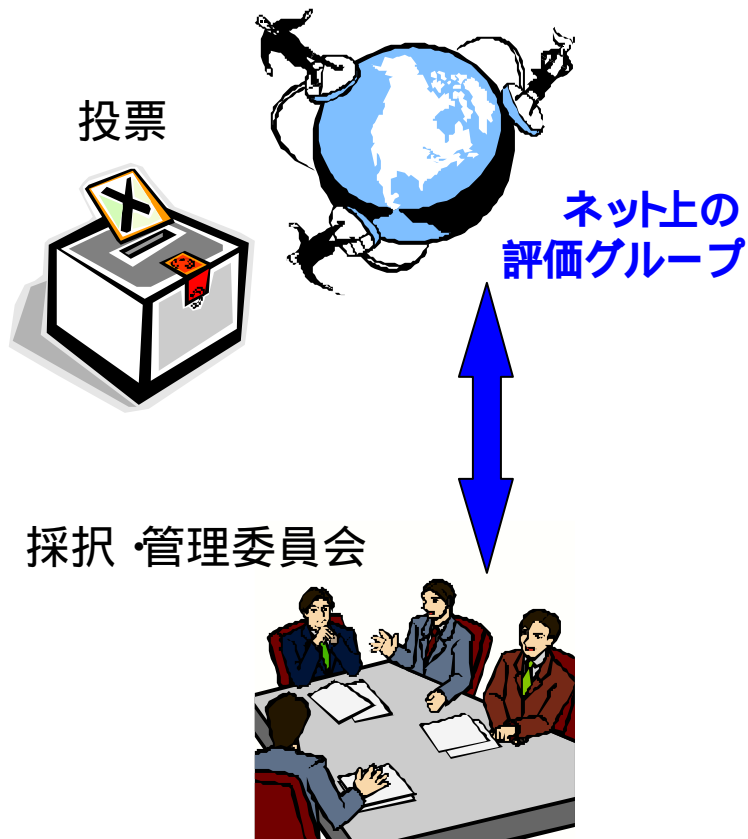 投票
ネット上の
評価グループ
採択・管理委員会